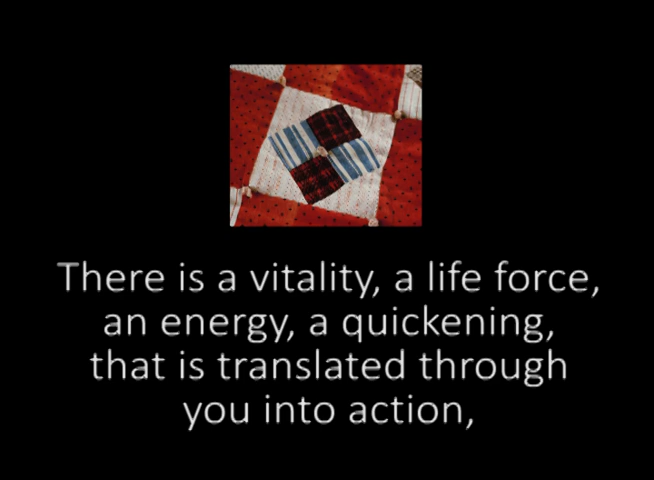 There is a vitality, a life force,
an energy, a quickening,
that is translated through
you into action,